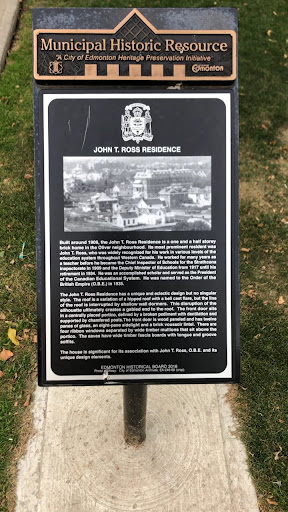 Municipal Historic Resource
"A City of Edmonton Heritage Preservation Initiative"
Edmonton
JOHN T. ROSS RESIDENCE
Built around 1909, the John T. Ross Residence is a one and a half storey
brick home in the Oliver neighbourhood. Its most prominent resident was
John T. Ross, who was widely recognized for his work in various levels of the
education system throughout Western Canada. He worked for many years as
a teacher before he became the Chief Inspector of Schools for the Strathcona
Inspectorate in 1909 and the Deputy Minister of Education from 1917 until his
retirement in 1934. He was an accomplished scholar and served as the President
of the Canadian Educational Systems. He was named to the Order of the
British Empire (O.B.E.) in 1935.
The John T. Ross Residence has a unique and eclectic design but no singular
style. The roof is a variation of a hipped roof with a bell cast flare, but the line
of the roof is interrupted by shallow wall dormers. This disruption of the
silhouette ultimately creates a gabled end to the roof. The front door sits
in a centrally placed portico, defined by a broken pediment with dentilation and
supported by chamfered posts. The front door is wood paneled and has twelve
panes of glass, an eight-pane sidelight and a brick voussoir lintel. There are
four ribbon windows separated by wide timber mullions that sit above the
portico. The eaves have wide timber fascia boards with tongue and groove
soffits.
The house is significant for its association with John T. Ross, O.B.E. and its
unique design elements.
EDMONTON HISTORICAL BOARD 2018
City of Edmonton Archives,